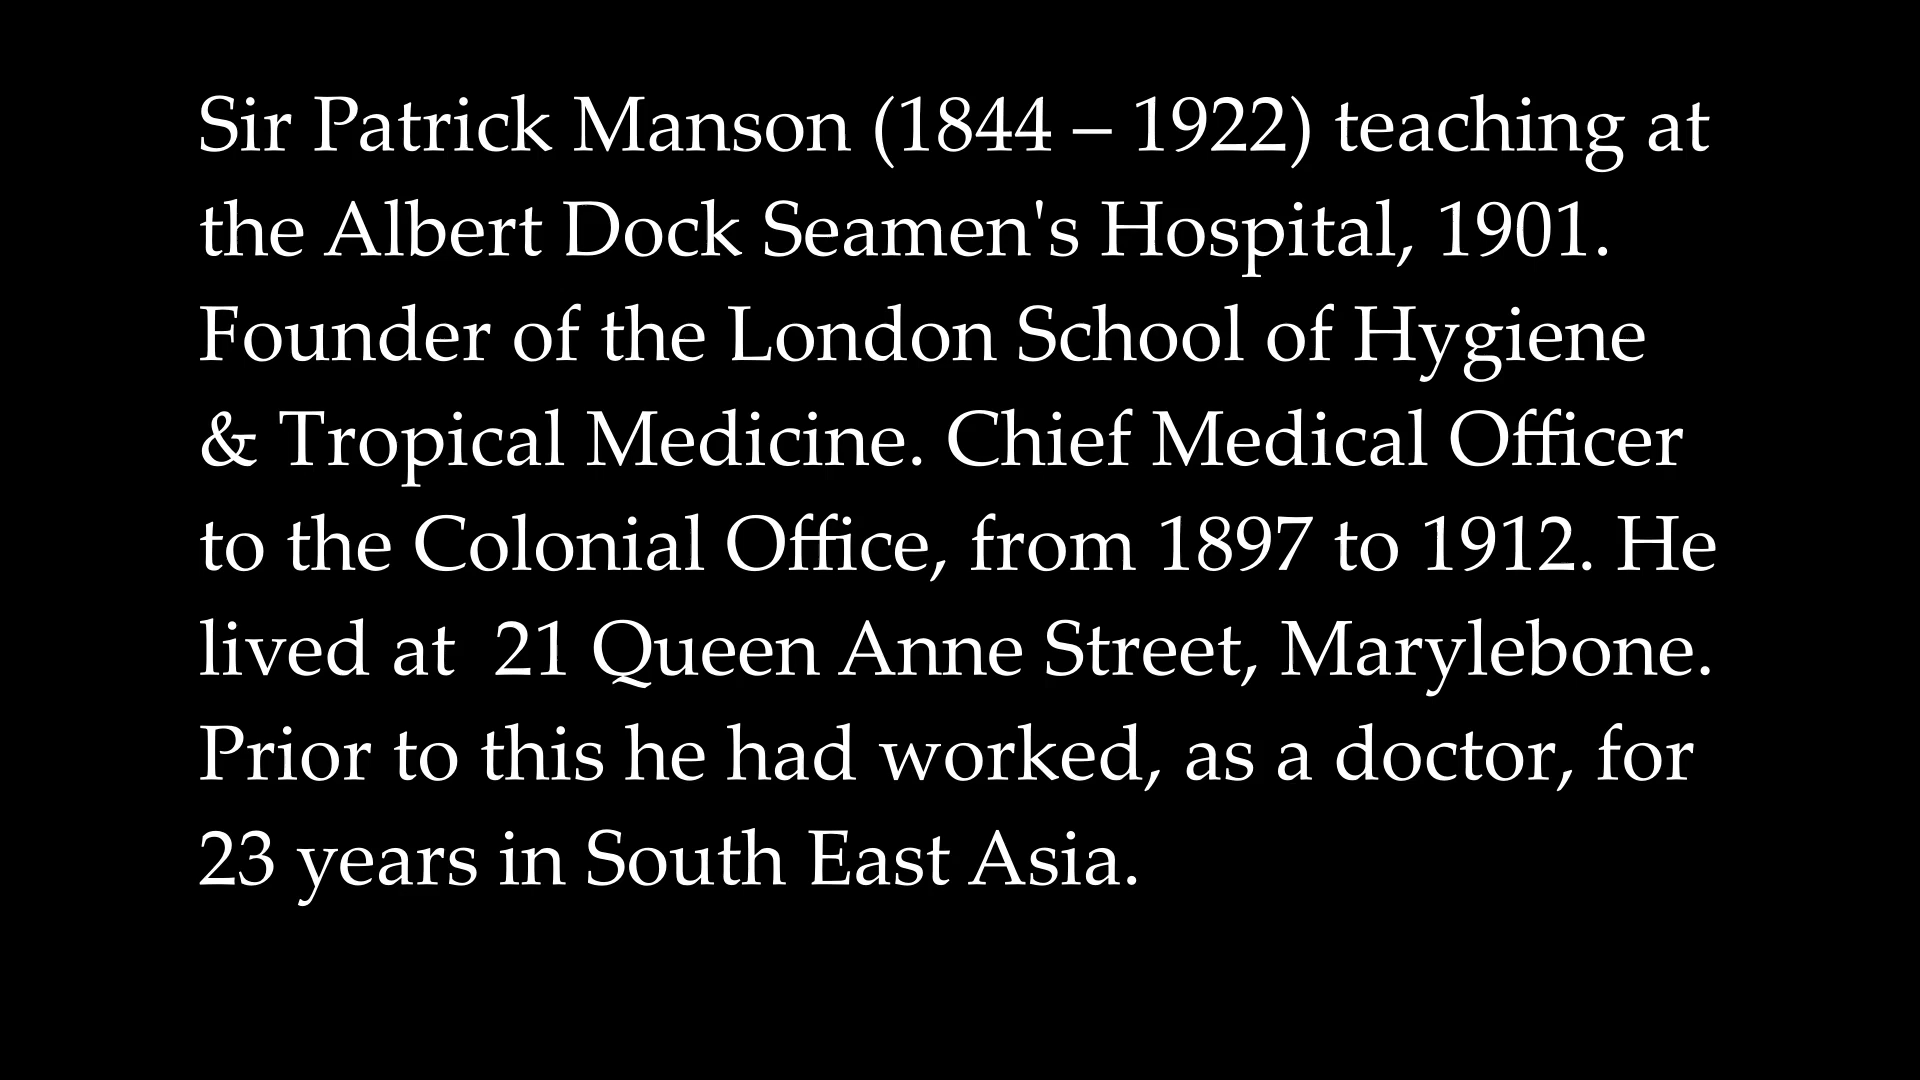 Sir Patrick Manson (1844 – 1922) teaching at
the Albert Dock Seamen's Hospital, 1901.
Founder of the London School of Hygiene
& Tropical Medicine. Chief Medical Officer
to the Colonial Office, from 1897 to 1912. He
lived at  21 Queen Anne Street, Marylebone.
Prior to this he had worked, as a doctor, for
23 years in South East Asia.